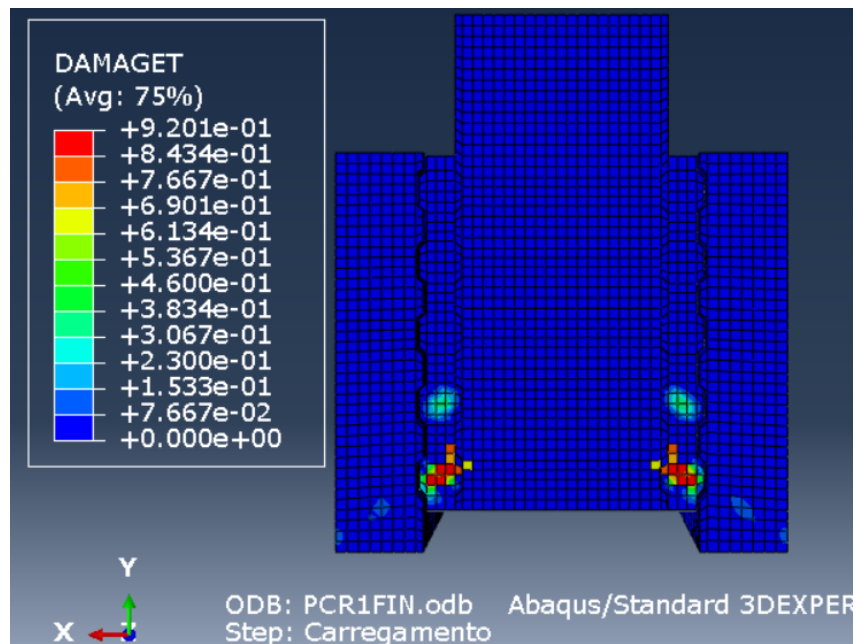 DAMAGET
(Avg: 75%)
+9.201e-01
+8.434e-01
+7.667e-01
+6.901e-01
+6.134e-01
+5.367e-01
+4.600e-01
+3.834e-01
+3.067e-01
+2.300e-01
+1.533e-01
+7.667e-02
+0.000e+00
Y
X Z
ODB: PCR1FIN.odb Abaqus/Standard 3DEXPER
Step: Carregamento